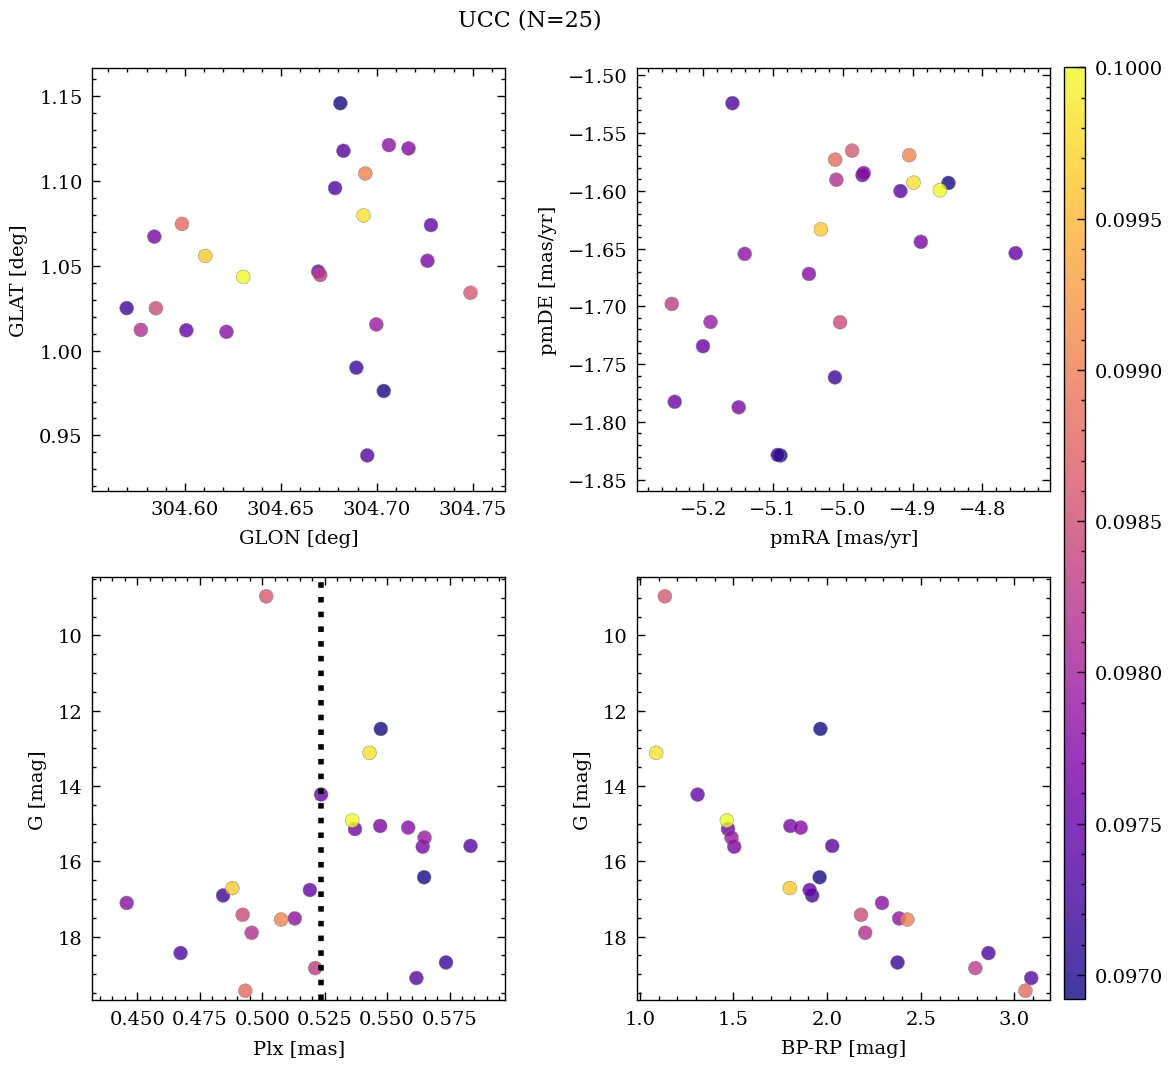 UCC (N=25)
1.15
1.10
1.05
1.00
0.95
GLAT [deg]
304.60 304.65 304.70 304.75
GLON [deg]
−1.50
−1.55
−1.60
−1.65
−1.70
−1.75
−1.80
−1.85
pmDE [mas/yr]
−5.2 −5.1 −5.0 −4.9 −4.8
pmRA [mas/yr]
10
12
14
16
18
G [mag]
0.450 0.475 0.500 0.525 0.550 0.575
Plx [mas]
10
12
14
16
18
G [mag]
1.0 1.5 2.0 2.5 3.0
BP-RP [mag]
0.1000
0.0995
0.0990
0.0985
0.0980
0.0975
0.0970